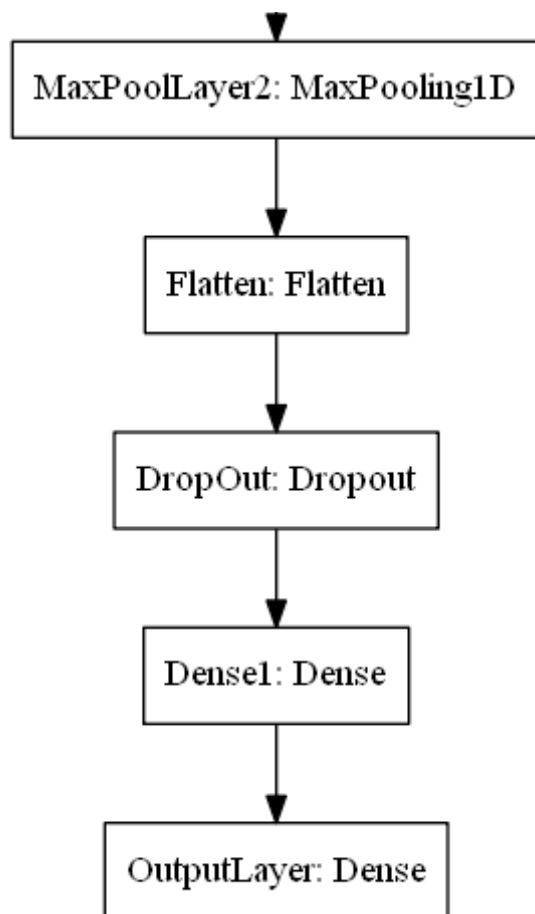 MaxPoolLayer2: MaxPooling1D
Flatten: Flatten
DropOut: Dropout
Dense1: Dense
OutputLayer: Dense